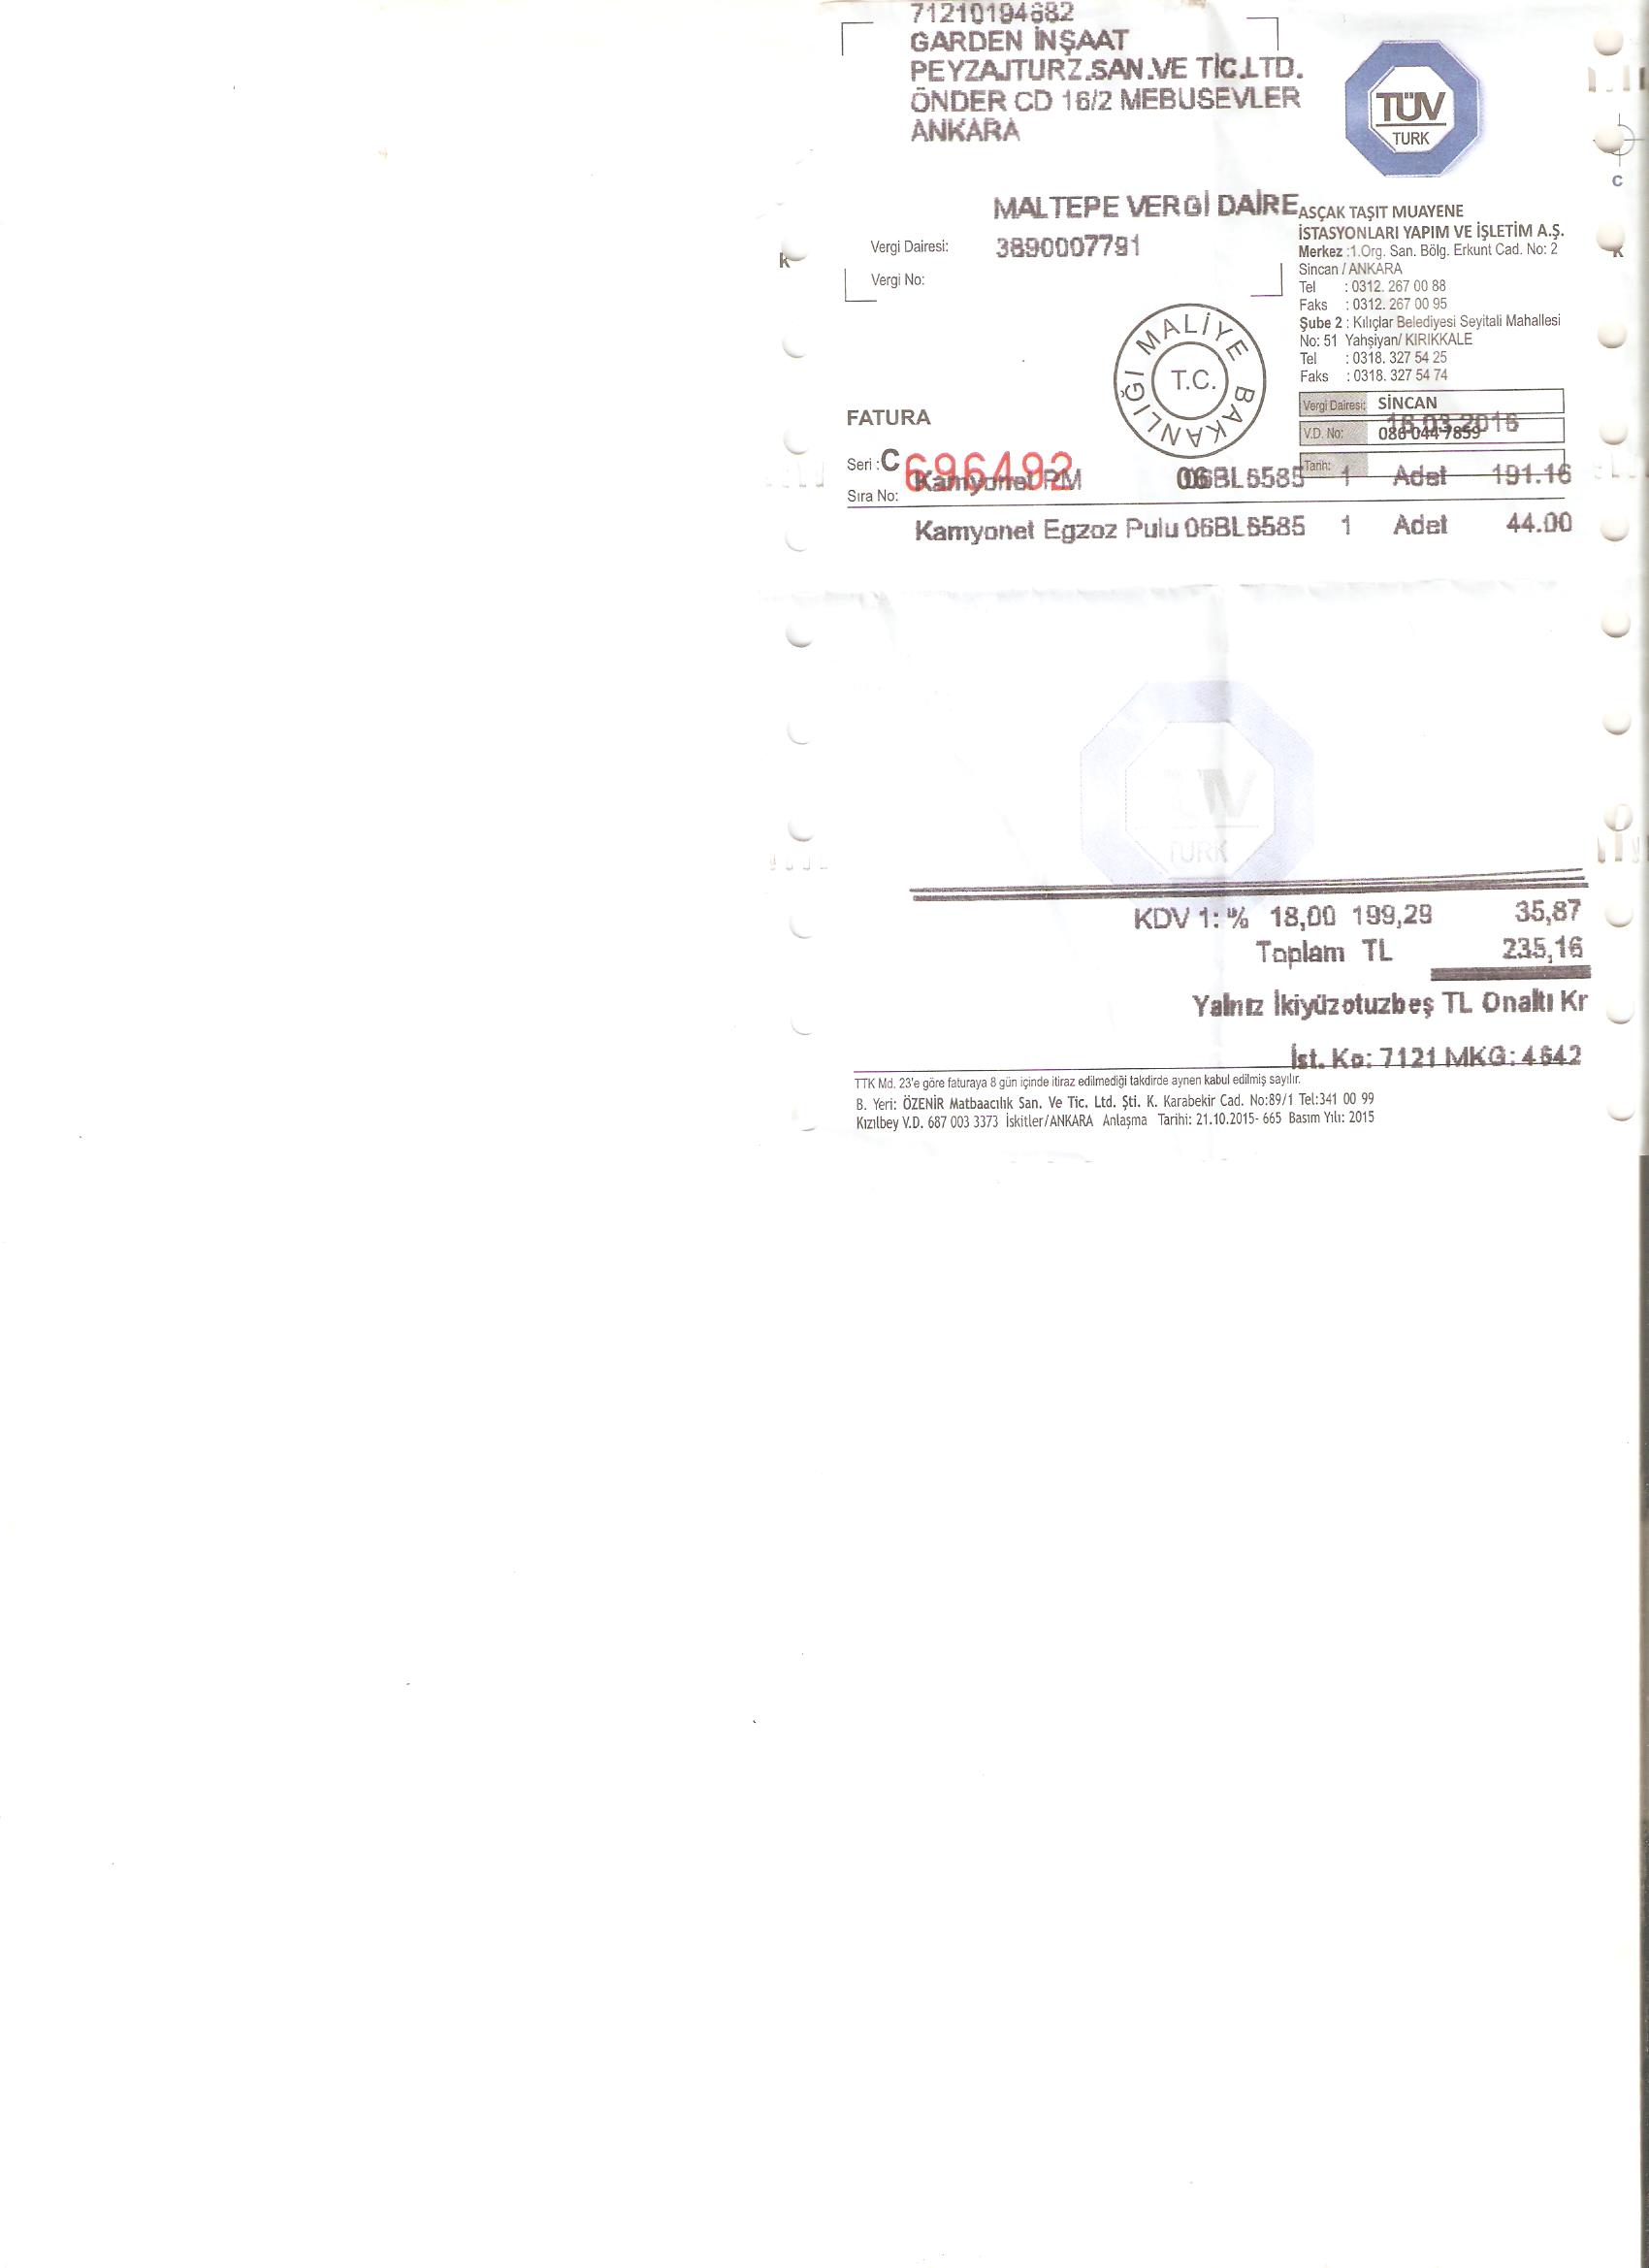 71210194682
GARDEN İNŞAAT
PEYZAJ TURZ.SAN.VE TİC.LTD.
ÖNDER CD 16/2 MEBUSEVLER
ANKARA
TÜV
TURK
C
MALTEPE VERGİ DAİRE
Vergi Dairesi: 3890007791
Vergi No:
k
ASÇAK TAŞIT MUAYENE
İSTASYONLARI YAPIM VE İŞLETİM A.Ş.
Merkez :1.Org. San. Bölg. Erkunt Cad. No: 2
Sincan / ANKARA
Tel : 0312. 267 00 88
Faks : 0312. 267 00 95
Şube 2 : Kılıçlar Belediyesi Seyitali Mahallesi
No: 51 Yahşiyan/ KIRIKKALE
Tel : 0318. 327 54 25
Faks : 0318. 327 54 74
T.C. MALİYE BAKANLIĞI
Vergi Dairesi: SİNCAN
V.D. No: 086 044 7859
Tarih: 16.03.2016
FATURA
Seri : C 696492
Sıra No:
Kamyonet PM 06BL6585 1 Adet 191.16
Kamyonet Egzoz Pulu 06BL6585 1 Adet 44.00
TÜV
TURK
KDV 1: % 18,00 199,29 35,87
Toplam TL 235,16
Yalnız İkiyüzotuzbeş TL Onaltı Kr
İst. Ko: 7121 MKG: 4642
TTK Md. 23'e göre faturaya 8 gün içinde itiraz edilmediği takdirde aynen kabul edilmiş sayılır.
B. Yeri: ÖZENİR Matbaacılık San. Ve Tic. Ltd. Şti. K. Karabekir Cad. No:89/1 Tel:341 00 99
Kızılbey V.D. 687 003 3373 İskitler/ANKARA Anlaşma Tarihi: 21.10.2015- 665 Basım Yılı: 2015